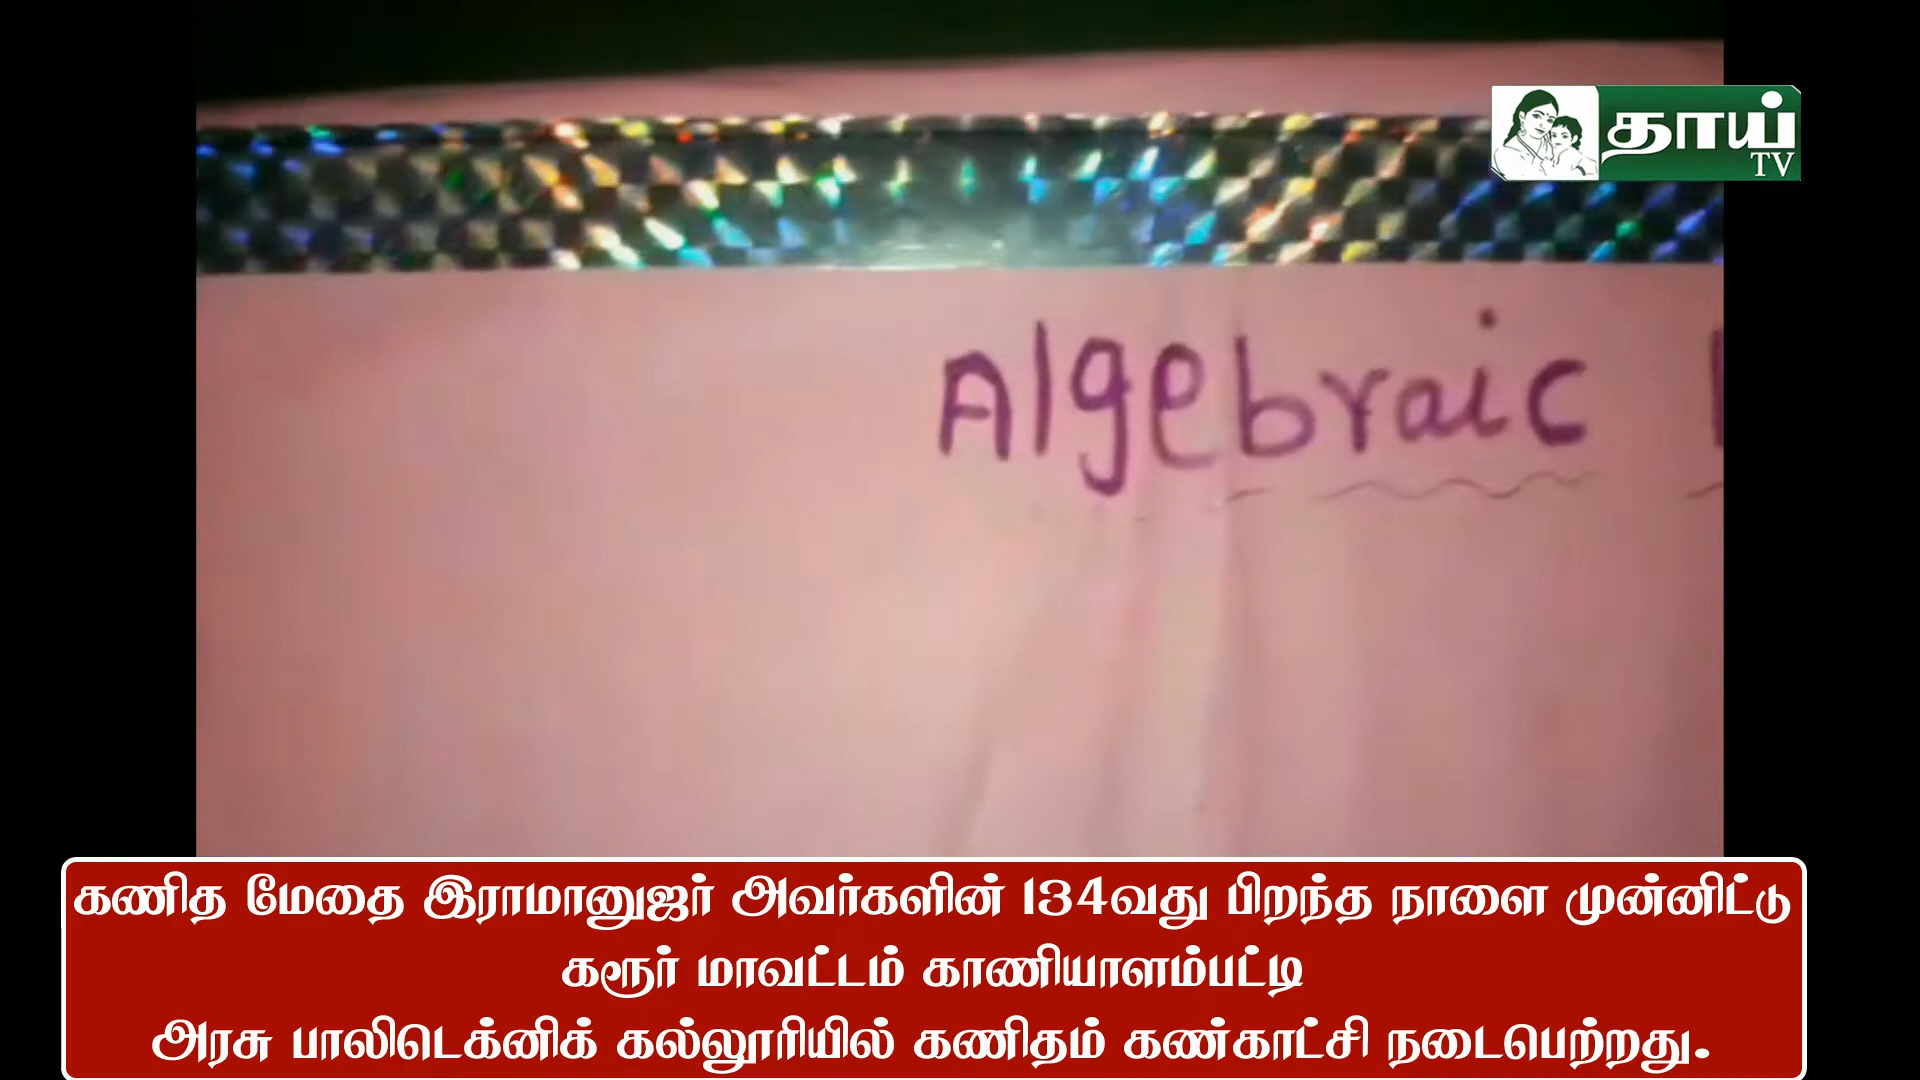 தாய்
TV
Algebraic
கணித மேதை இராமானுஜர் அவர்களின் 134வது பிறந்த நாளை முன்னிட்டு
கரூர் மாவட்டம் காணியாளம்பட்டி
அரசு பாலிடெக்னிக் கல்லூரியில் கணிதம் கண்காட்சி நடைபெற்றது.